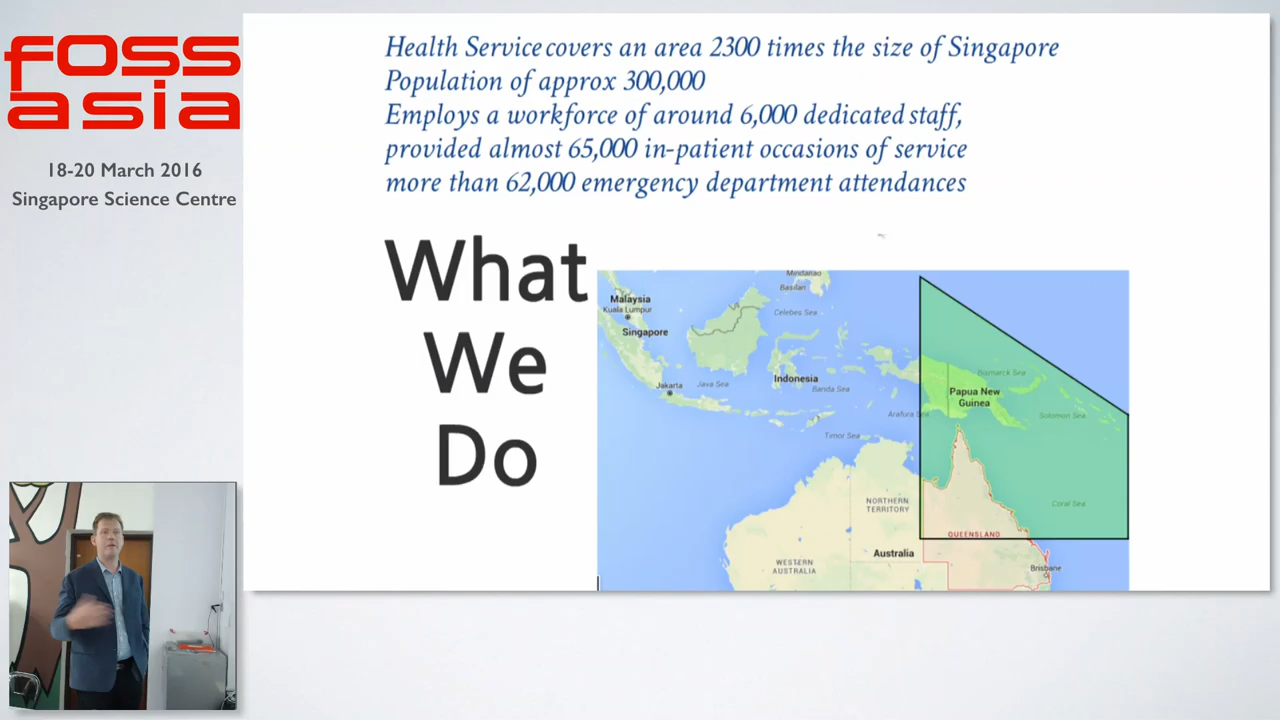 foss
asia
18-20 March 2016
Singapore Science Centre
Health Service covers an area 2300 times the size of Singapore
Population of approx 300,000
Employs a workforce of around 6,000 dedicated staff,
provided almost 65,000 in-patient occasions of service
more than 62,000 emergency department attendances
What
We
Do
Mindanao
Basilan
Malaysia
Kuala Lumpur
Celebes Sea
Singapore
Bismarck Sea
Indonesia
Jakarta
Java Sea
Banda Sea
Papua New
Guinea
Arafura Sea
Solomon Sea
Timor Sea
NORTHERN
TERRITORY
Coral Sea
QUEENSLAND
Australia
WESTERN
AUSTRALIA
Brisbane